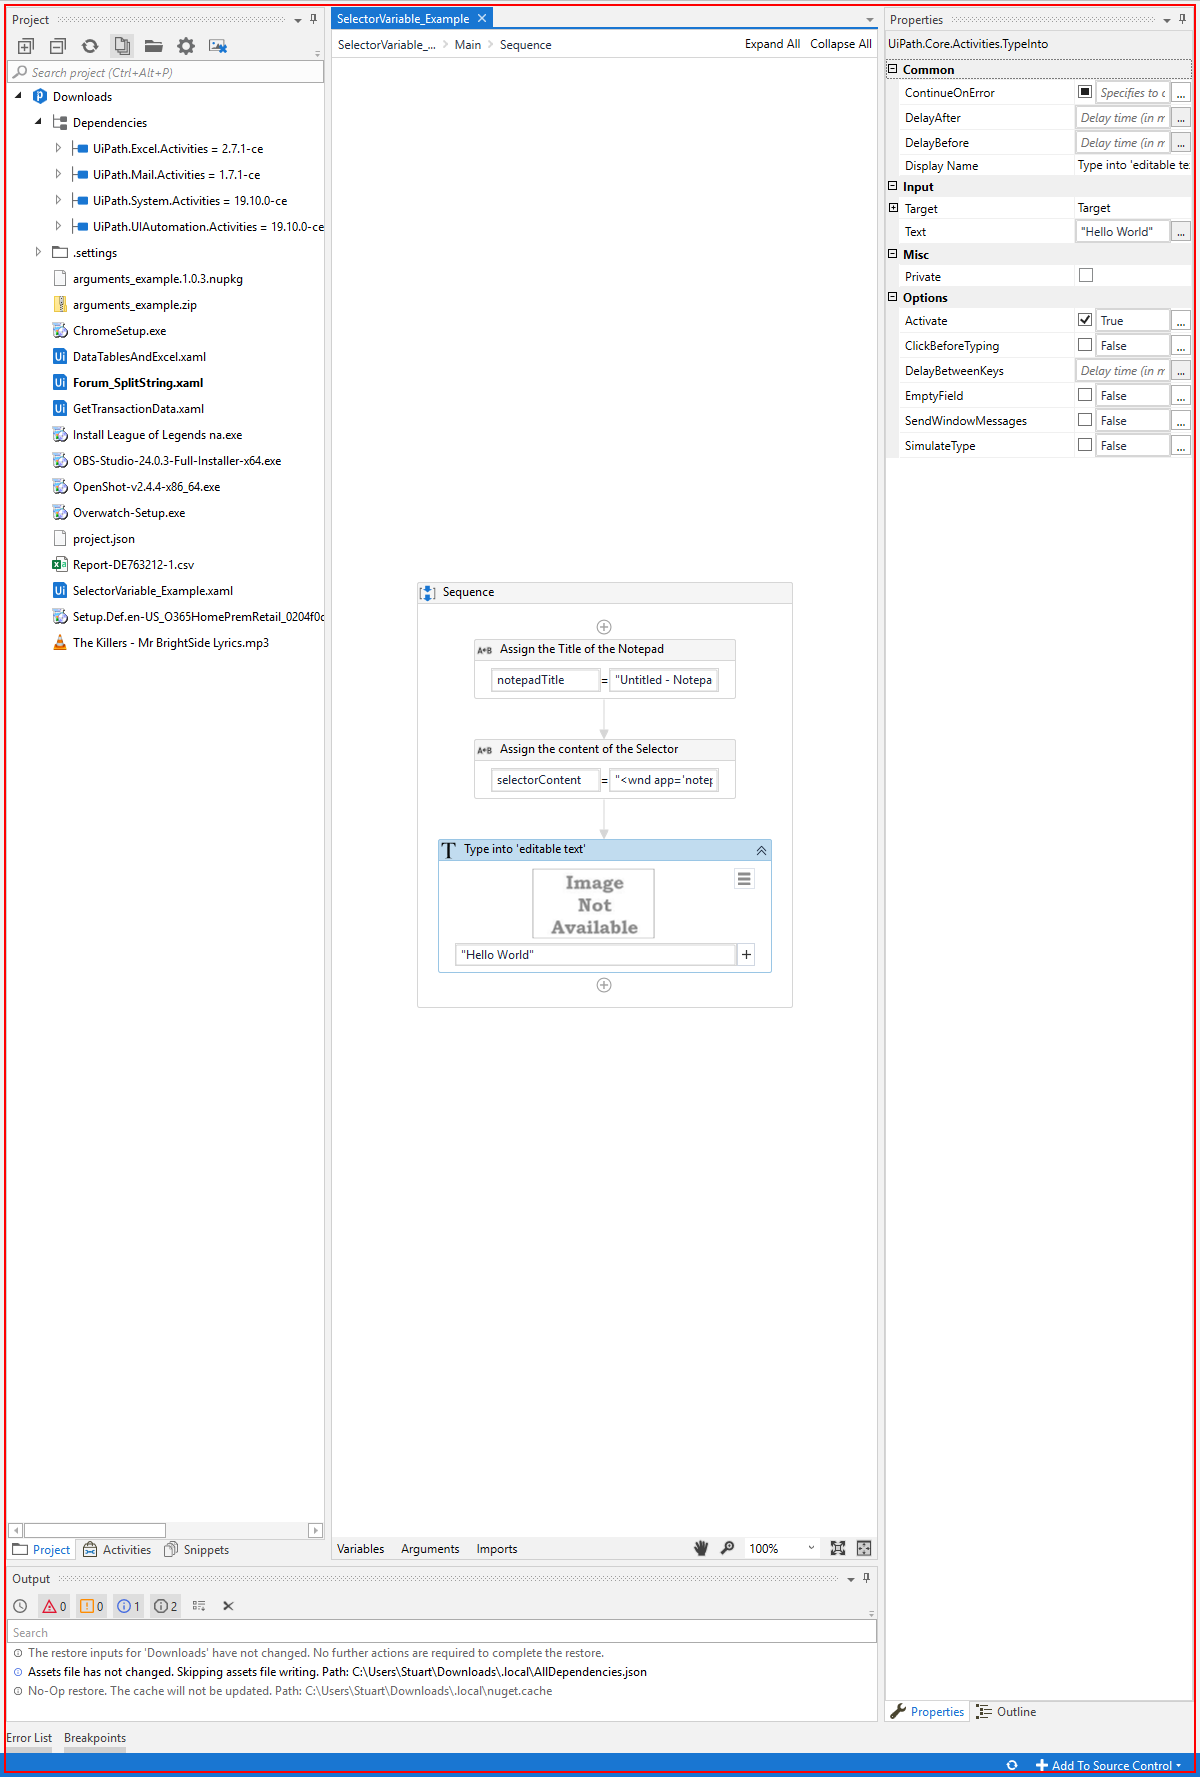 Project
Search project (Ctrl+Alt+P)
Downloads
Dependencies
UiPath.Excel.Activities = 2.7.1-ce
UiPath.Mail.Activities = 1.7.1-ce
UiPath.System.Activities = 19.10.0-ce
UiPath.UIAutomation.Activities = 19.10.0-ce
.settings
arguments_example.1.0.3.nupkg
arguments_example.zip
ChromeSetup.exe
DataTablesAndExcel.xaml
Forum_SplitString.xaml
GetTransactionData.xaml
Install League of Legends na.exe
OBS-Studio-24.0.3-Full-Installer-x64.exe
OpenShot-v2.4.4-x86_64.exe
Overwatch-Setup.exe
project.json
Report-DE763212-1.csv
SelectorVariable_Example.xaml
Setup.Def.en-US_O365HomePremRetail_0204f0c
The Killers - Mr BrightSide Lyrics.mp3
Project Activities Snippets
SelectorVariable_Example
SelectorVariable_... > Main > Sequence Expand All Collapse All
Sequence
A+B Assign the Title of the Notepad
notepadTitle = "Untitled - Notepa
A+B Assign the content of the Selector
selectorContent = "<wnd app='notep
T Type into 'editable text'
Image
Not
Available
"Hello World" +
Variables Arguments Imports 100%
Properties
UiPath.Core.Activities.TypeInto
Common
ContinueOnError Specifies to c ...
DelayAfter Delay time (in m ...
DelayBefore Delay time (in m ...
Display Name Type into 'editable te
Input
Target Target
Text "Hello World" ...
Misc
Private
Options
Activate True ...
ClickBeforeTyping False ...
DelayBetweenKeys Delay time (in m ...
EmptyField False ...
SendWindowMessages False ...
SimulateType False ...
Properties Outline
Output
0 0 1 2
Search
The restore inputs for 'Downloads' have not changed. No further actions are required to complete the restore.
Assets file has not changed. Skipping assets file writing. Path: C:\Users\Stuart\Downloads\.local\AllDependencies.json
No-Op restore. The cache will not be updated. Path: C:\Users\Stuart\Downloads\.local\nuget.cache
Error List Breakpoints
Add To Source Control